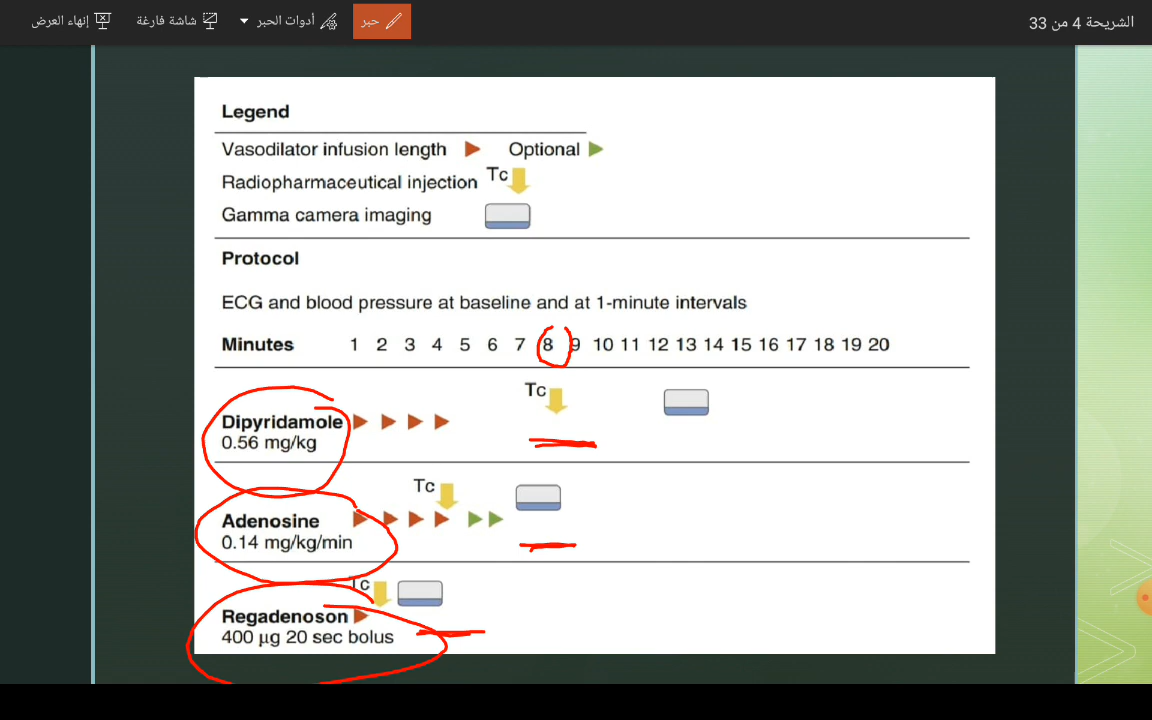 الشريحة 4 من 33
حبر
أدوات الحبر
شاشة فارغة
إنهاء العرض
Legend
Vasodilator infusion length Optional
Radiopharmaceutical injection Tc
Gamma camera imaging
Protocol
ECG and blood pressure at baseline and at 1-minute intervals
Minutes 1 2 3 4 5 6 7 8 9 10 11 12 13 14 15 16 17 18 19 20
Tc
Dipyridamole
0.56 mg/kg
Tc
Adenosine
0.14 mg/kg/min
Tc
Regadenoson
400 µg 20 sec bolus